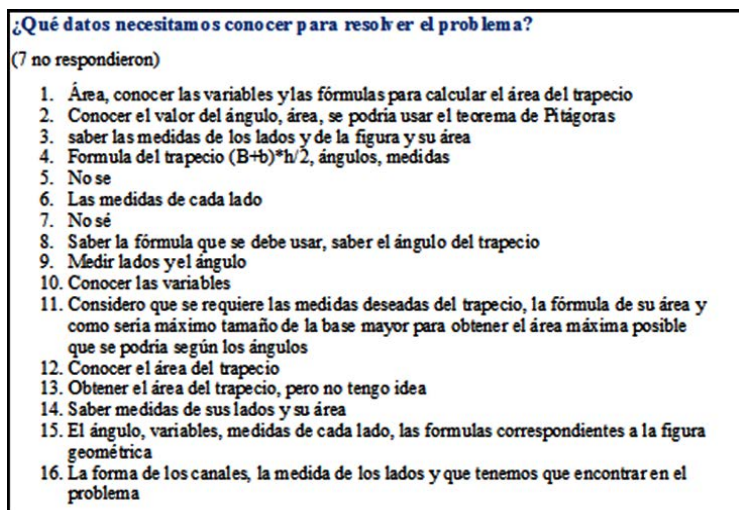 ¿Qué datos necesitamos conocer para resolver el problema?
(7 no respondieron)
1. Área, conocer las variables y las fórmulas para calcular el área del trapecio
2. Conocer el valor del ángulo, área, se podría usar el teorema de Pitágoras
3. saber las medidas de los lados y de la figura y su área
4. Formula del trapecio (B+b)*h/2, ángulos, medidas
5. No se
6. Las medidas de cada lado
7. No sé
8. Saber la fórmula que se debe usar, saber el ángulo del trapecio
9. Medir lados y el ángulo
10. Conocer las variables
11. Considero que se requiere las medidas deseadas del trapecio, la fórmula de su área y
como sería máximo tamaño de la base mayor para obtener el área máxima posible
que se podría según los ángulos
12. Conocer el área del trapecio
13. Obtener el área del trapecio, pero no tengo idea
14. Saber medidas de sus lados y su área
15. El ángulo, variables, medidas de cada lado, las formulas correspondientes a la figura
geométrica
16. La forma de los canales, la medida de los lados y que tenemos que encontrar en el
problema